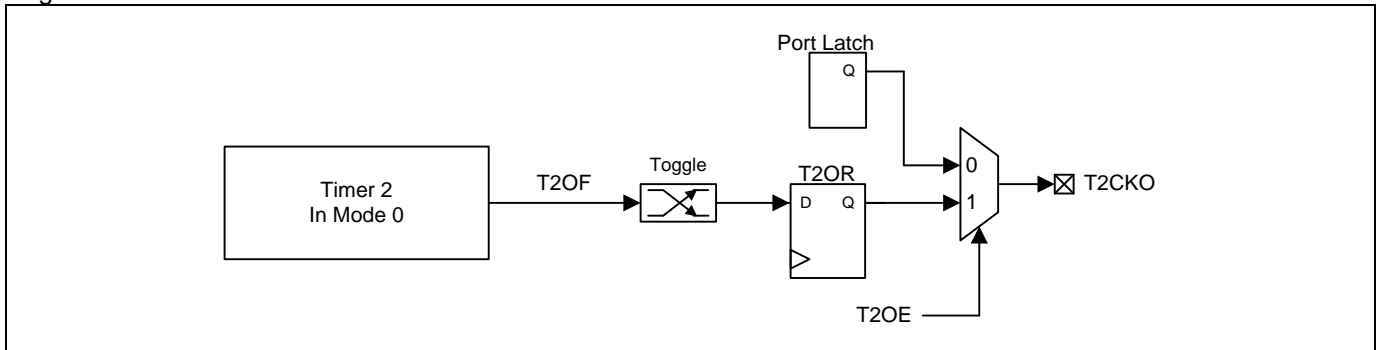 Port Latch
Q
Timer 2
In Mode 0
T2OF
Toggle
T2OR
D
Q
0
1
T2CKO
T2OE